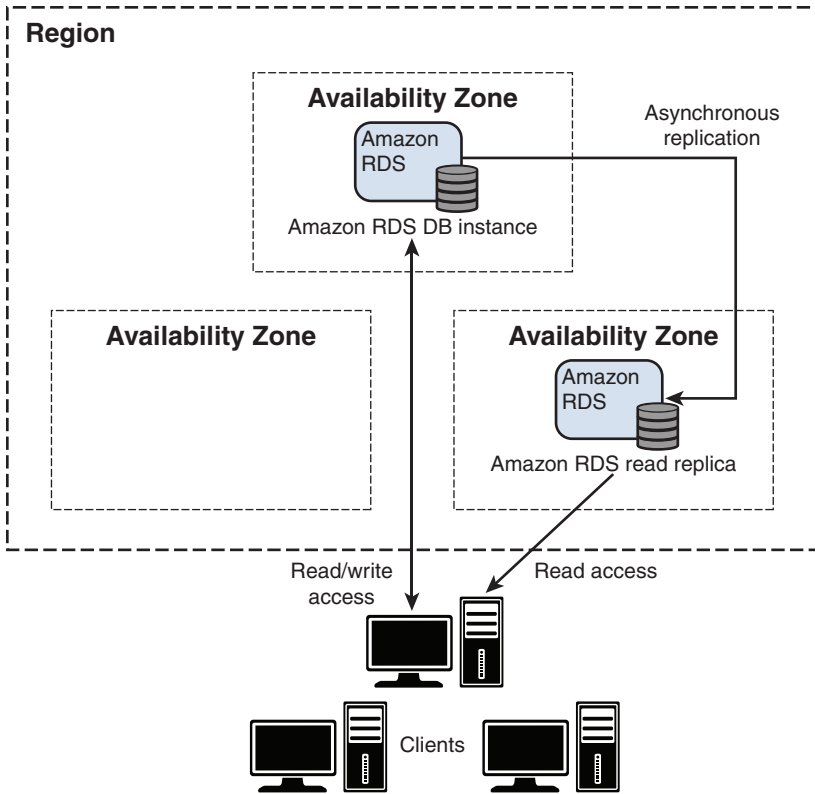 Region
Availability Zone
Amazon
RDS
Amazon RDS DB instance
Asynchronous
replication
Availability Zone
Availability Zone
Amazon
RDS
Amazon RDS read replica
Read/write
access
Read access
Clients